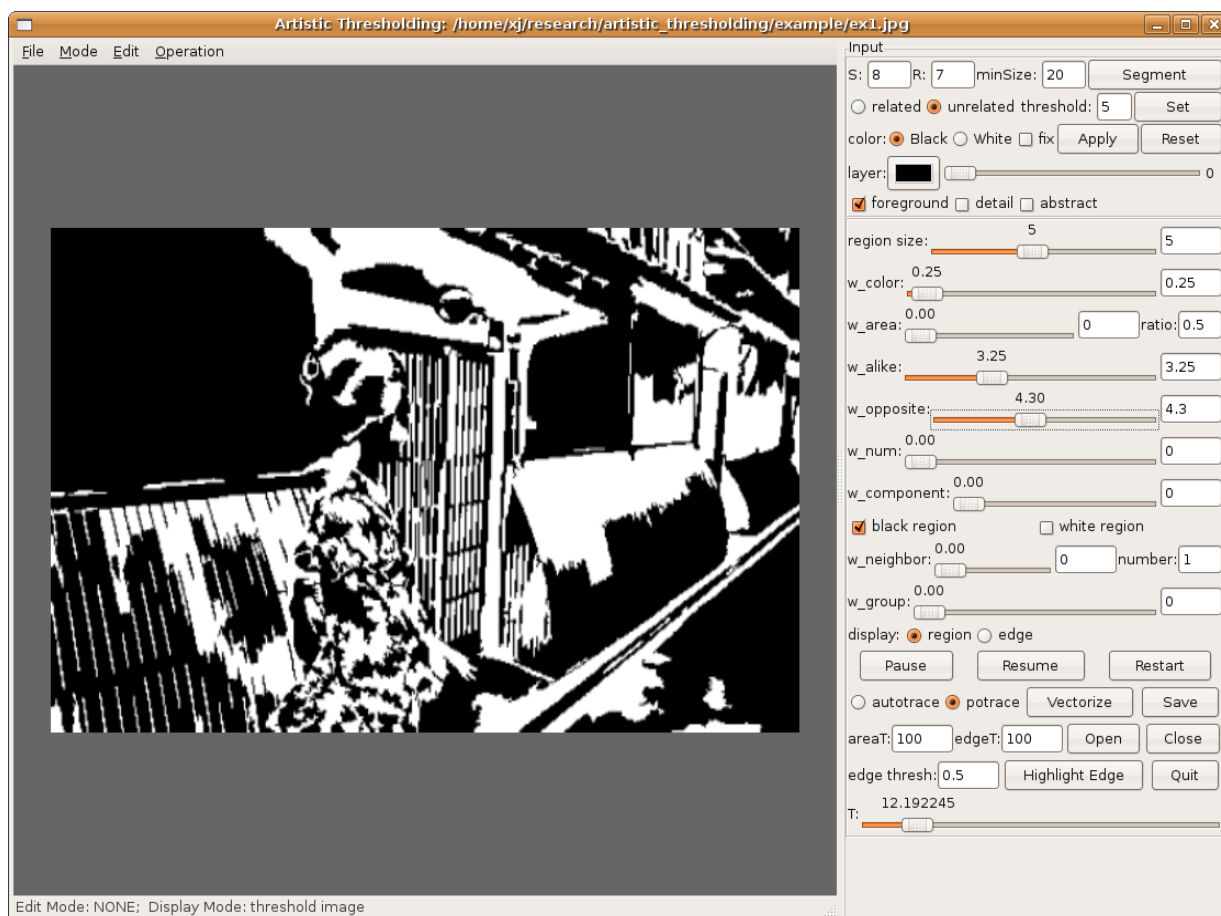 Artistic Thresholding: /home/xj/research/artistic_thresholding/example/ex1.jpg
File Mode Edit Operation
Input
S: 8 R: 7 minSize: 20 Segment
related unrelated threshold: 5 Set
color: Black White fix Apply Reset
layer: 0
foreground detail abstract
5
region size: 5
0.25
w_color: 0.25
0.00
w_area: 0 ratio: 0.5
3.25
w_alike: 3.25
4.30
w_opposite: 4.3
0.00
w_num: 0
0.00
w_component: 0
black region white region
0.00
w_neighbor: 0 number: 1
0.00
w_group: 0
display: region edge
Pause Resume Restart
autotrace potrace Vectorize Save
areaT: 100 edgeT: 100 Open Close
edge thresh: 0.5 Highlight Edge Quit
12.192245
T:
Edit Mode: NONE; Display Mode: threshold image